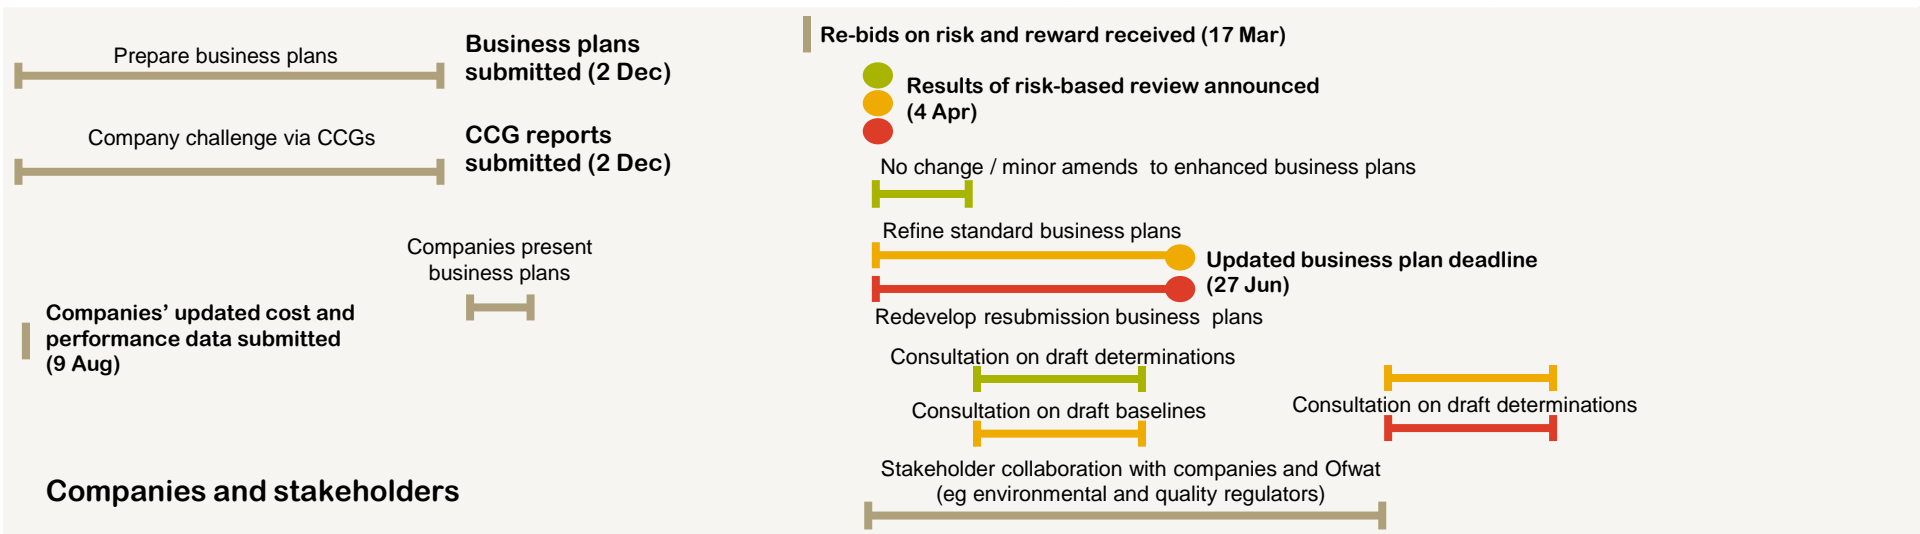 Prepare business plans
Business plans
submitted (2 Dec)
Company challenge via CCGs
CCG reports
submitted (2 Dec)
Companies present
business plans
Companies’ updated cost and
performance data submitted
(9 Aug)
Companies and stakeholders
Re-bids on risk and reward received (17 Mar)
Results of risk-based review announced
(4 Apr)
No change / minor amends to enhanced business plans
Refine standard business plans
Updated business plan deadline
(27 Jun)
Redevelop resubmission business plans
Consultation on draft determinations
Consultation on draft baselines
Consultation on draft determinations
Stakeholder collaboration with companies and Ofwat
(eg environmental and quality regulators)